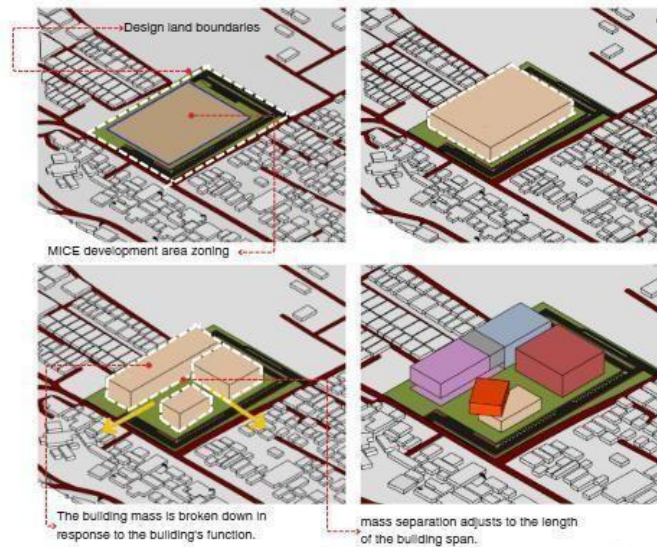 Design land boundaries
MICE development area zoning
The building mass is broken down in
response to the building's function.
mass separation adjusts to the length
of the building span.